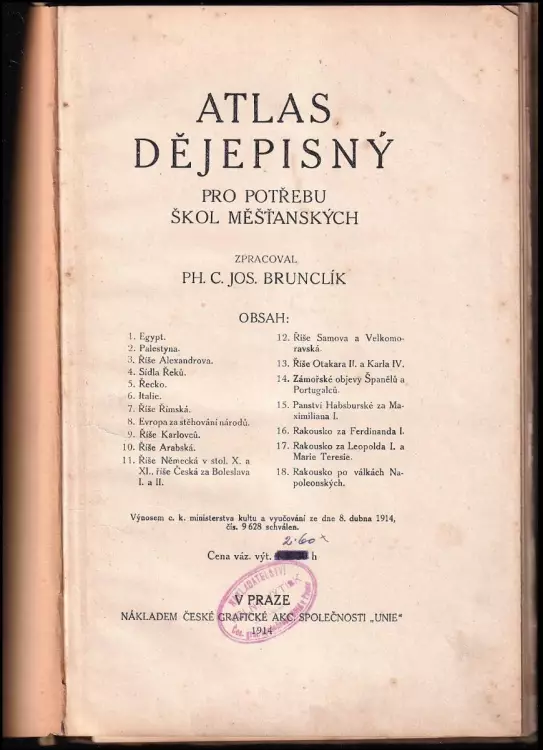 ATLAS
DĚJEPISNÝ
PRO POTŘEBU
ŠKOL MĚŠŤANSKÝCH
ZPRACOVAL
PH. C. JOS. BRUNCLÍK
OBSAH:
1. Egypt.
2. Palestyna.
3. Říše Alexandrova.
4. Sídla Řeků.
5. Řecko.
6. Italie.
7. Říše Římská.
8. Evropa za stěhování národů.
9. Říše Karlovců.
10. Říše Arabská.
11. Říše Německá v stol. X. a
XI., říše Česká za Boleslava
I. a II.
12. Říše Samova a Velkomo-
ravská.
13. Říše Otakara II. a Karla IV.
14. Zámořské objevy Španělů a
Portugalců.
15. Panství Habsburské za Ma-
ximiliana I.
16. Rakousko za Ferdinanda I.
17. Rakousko za Leopolda I. a
Marie Teresie.
18. Rakousko po válkách Na-
poleonských.
Výnosem c. k. ministerstva kultu a vyučování ze dne 8. dubna 1914,
čís. 9628 schválen.
2·60
Cena váz. výt. h
NAKLADATELSTVÍ
V PRAZE
NÁKLADEM ČESKÉ GRAFICKÉ AKC. SPOLEČNOSTI „UNIE“
1914